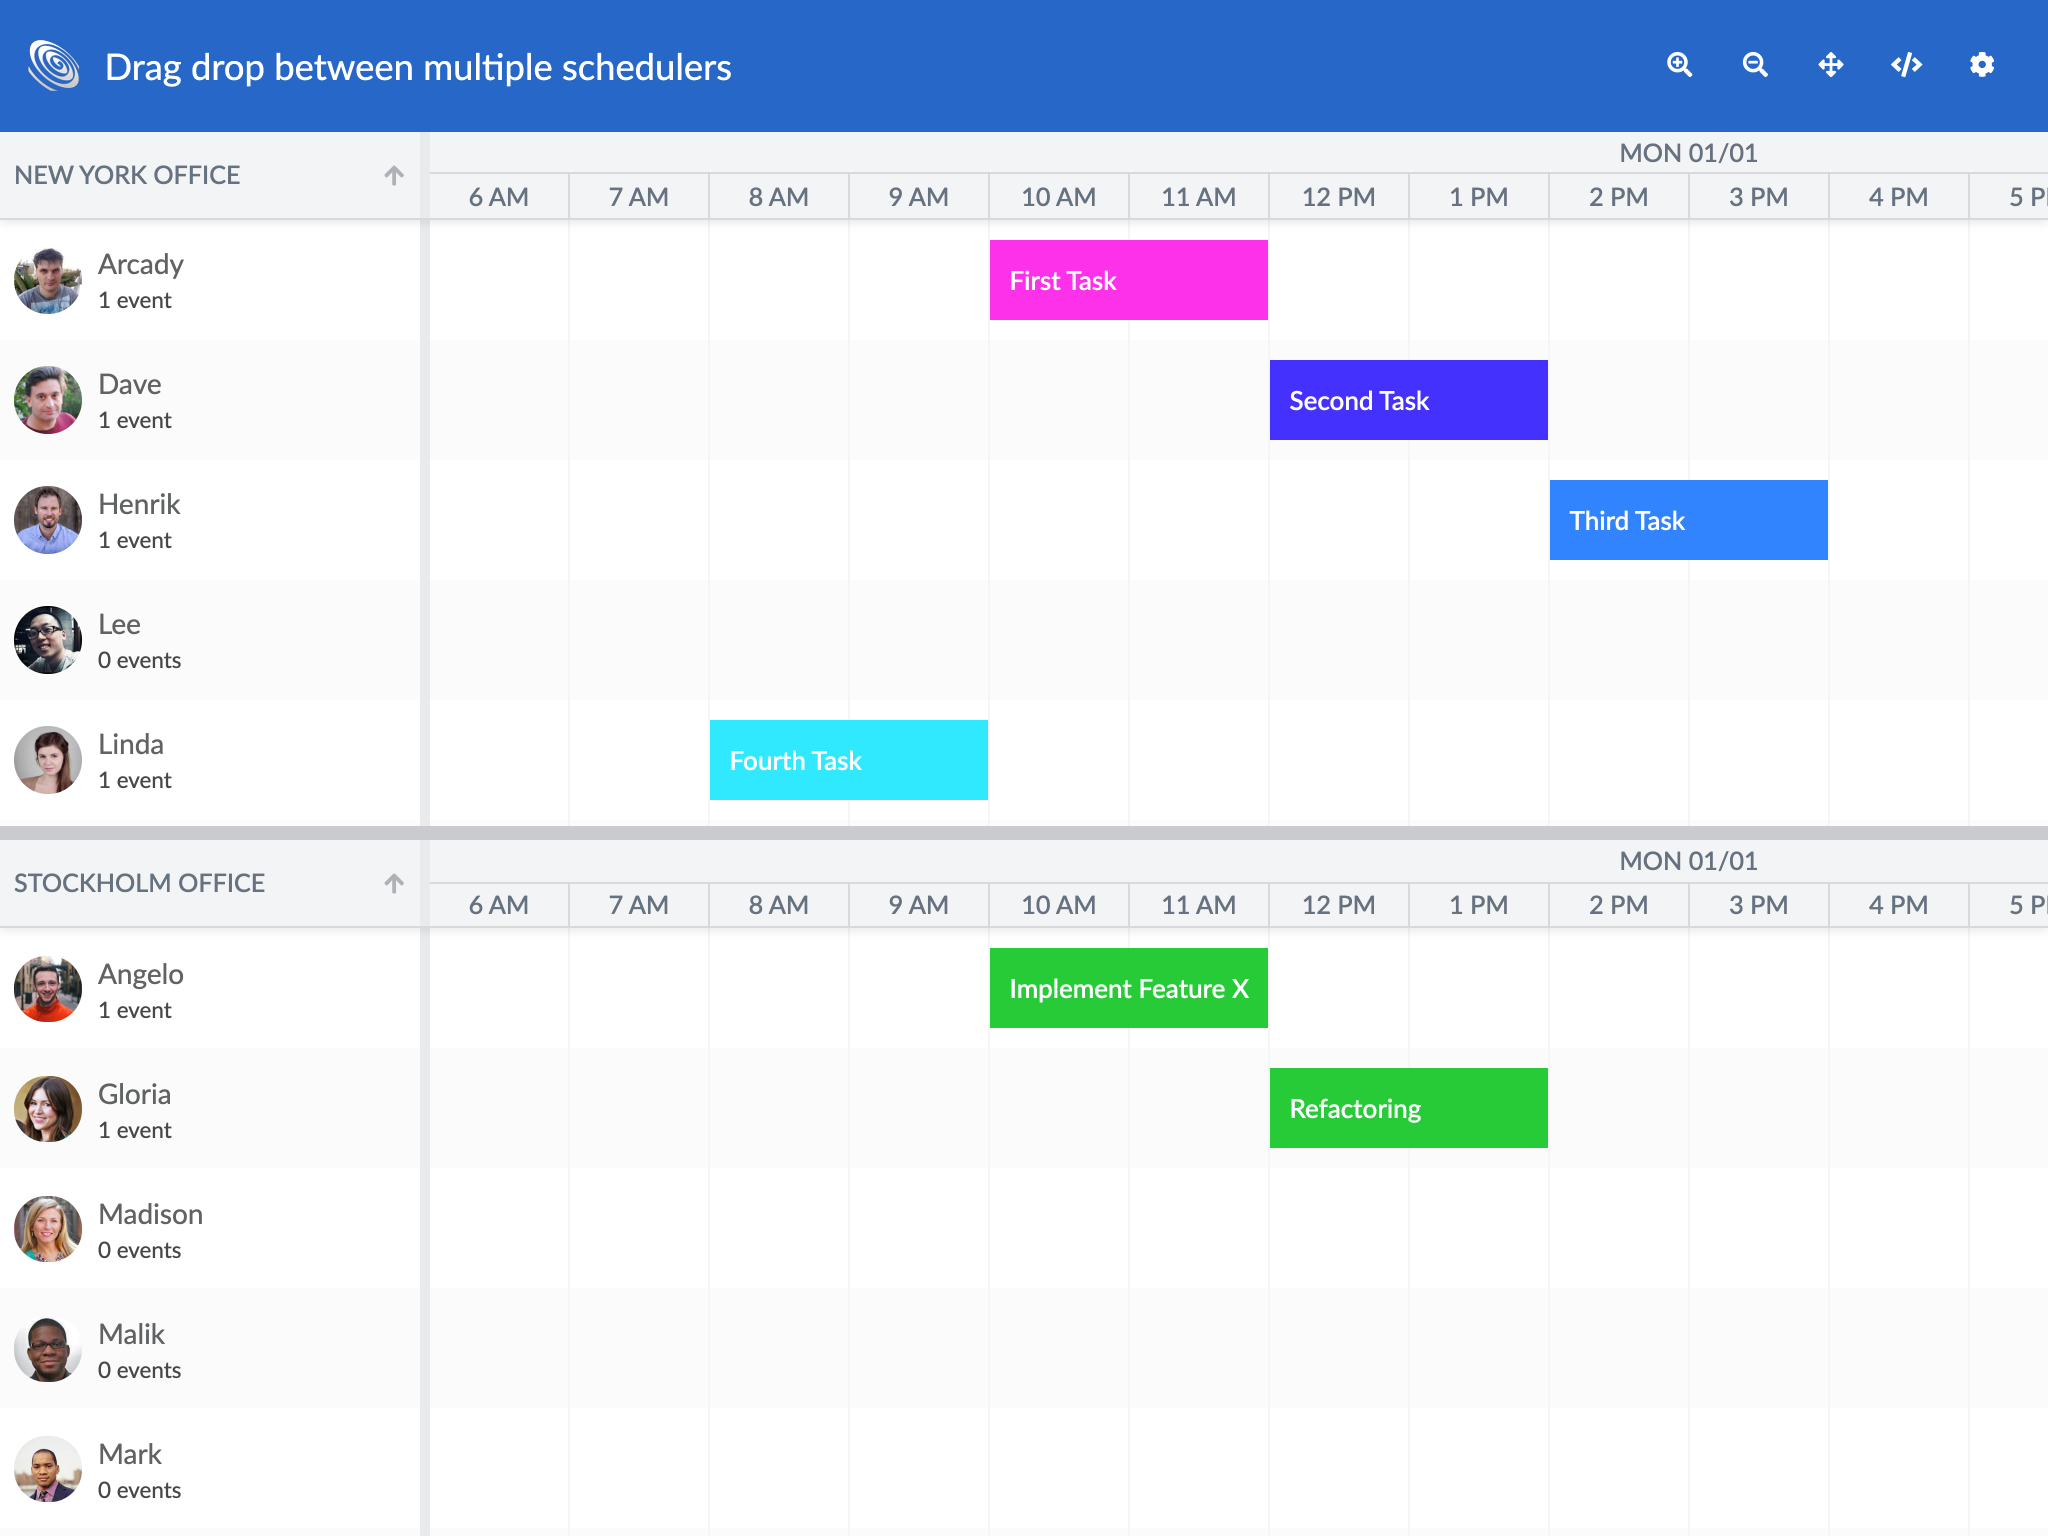 Drag drop between multiple schedulers
NEW YORK OFFICE
MON 01/01
6 AM 7 AM 8 AM 9 AM 10 AM 11 AM 12 PM 1 PM 2 PM 3 PM 4 PM 5 P
Arcady
1 event
First Task
Dave
1 event
Second Task
Henrik
1 event
Third Task
Lee
0 events
Linda
1 event
Fourth Task
STOCKHOLM OFFICE
MON 01/01
6 AM 7 AM 8 AM 9 AM 10 AM 11 AM 12 PM 1 PM 2 PM 3 PM 4 PM 5 P
Angelo
1 event
Implement Feature X
Gloria
1 event
Refactoring
Madison
0 events
Malik
0 events
Mark
0 events